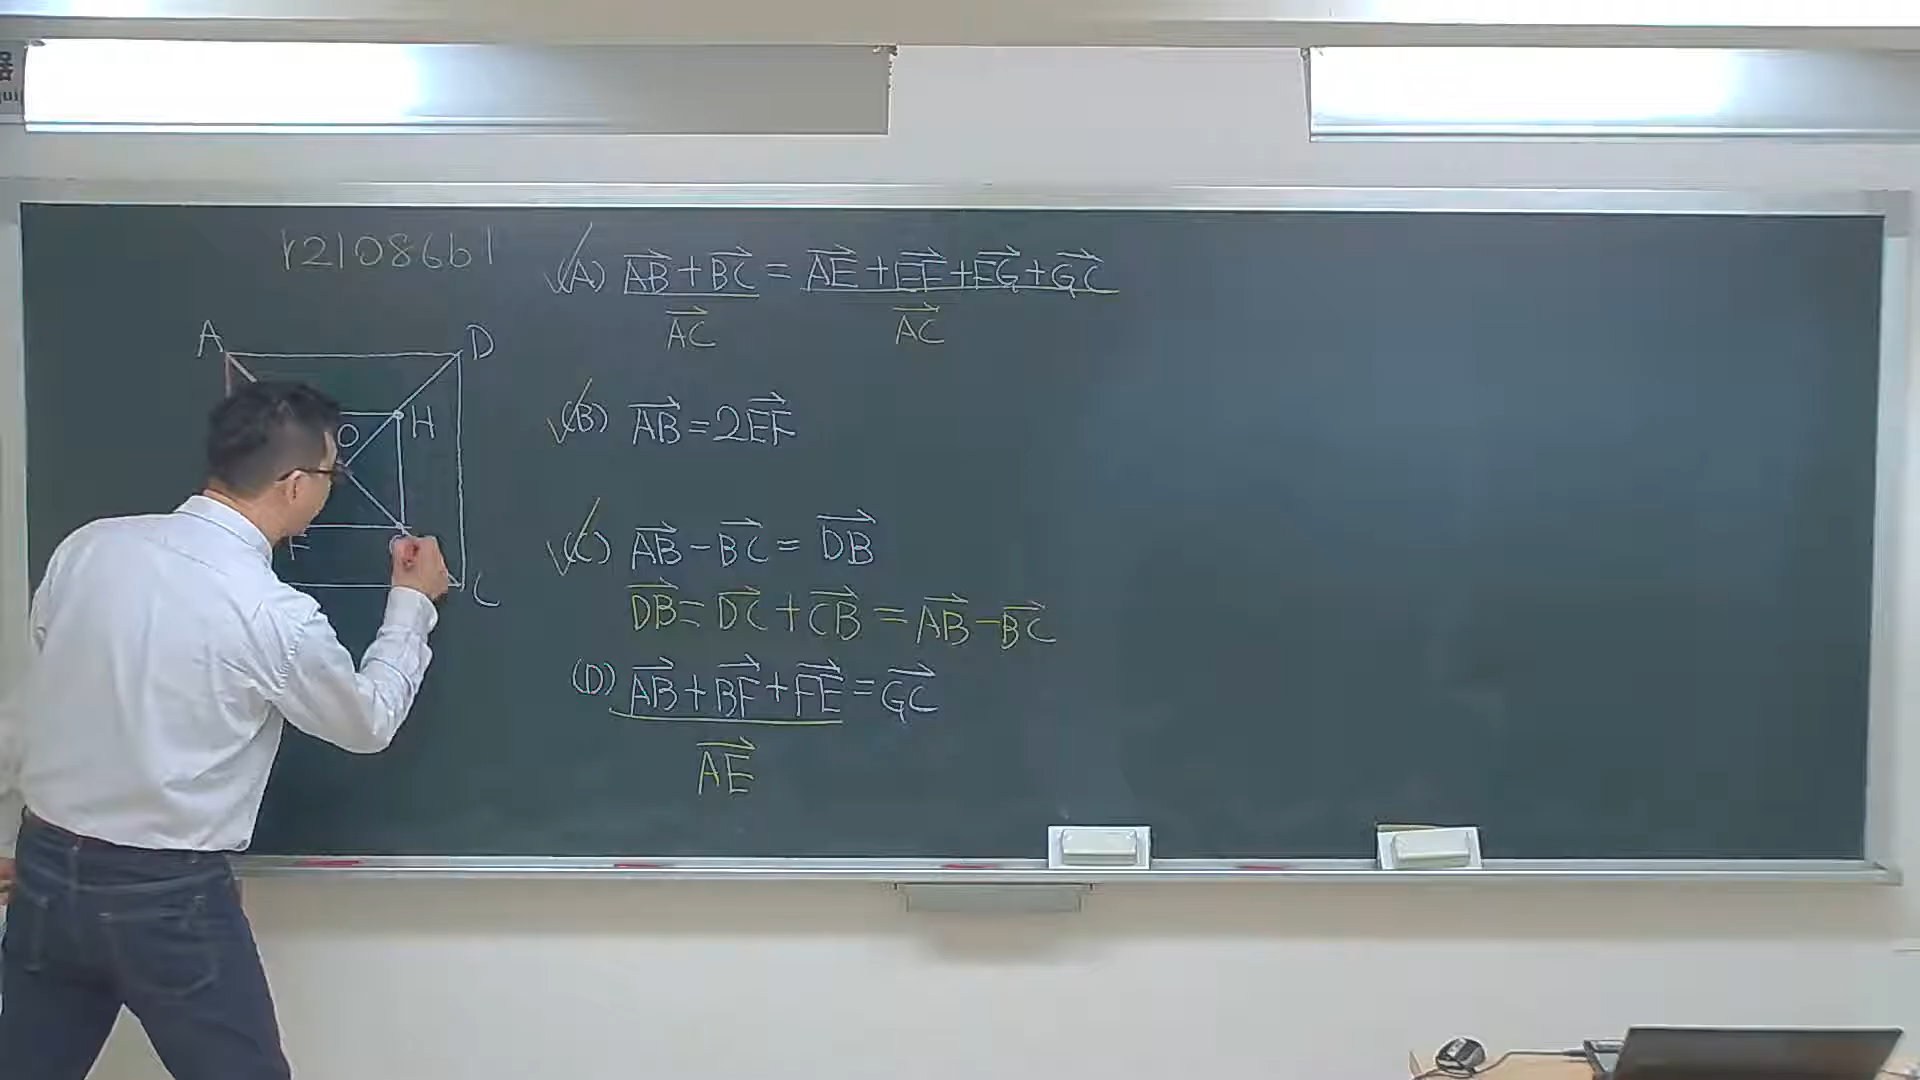 r210866l
(A) AB⃗ + BC⃗ = AE⃗ + EF⃗ + FG⃗ + GC⃗
AC⃗ AC⃗
A D
H
O
(B) AB⃗ = 2EF⃗
F
C
(C) AB⃗ - BC⃗ = DB⃗
DB⃗ = DC⃗ + CB⃗ = AB⃗ - BC⃗
(D) AB⃗ + BF⃗ + FE⃗ = GC⃗
AE⃗